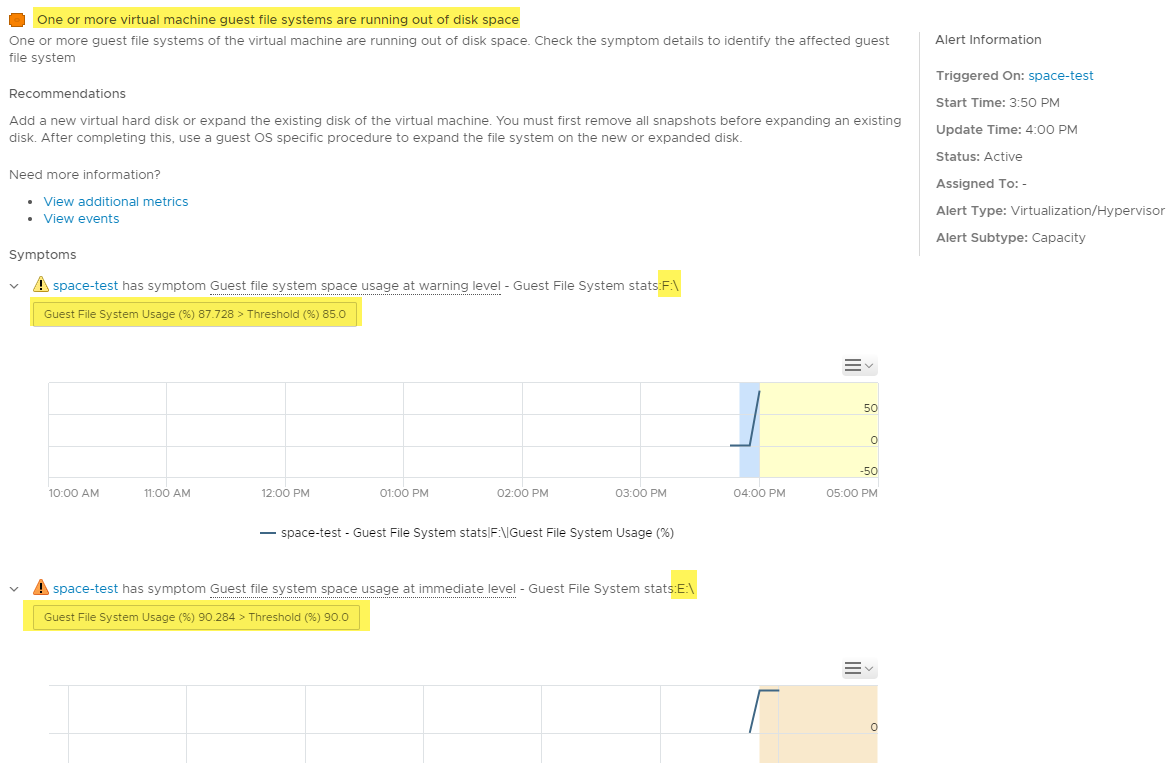 One or more virtual machine guest file systems are running out of disk space
One or more guest file systems of the virtual machine are running out of disk space. Check the symptom details to identify the affected guest
file system
Recommendations
Add a new virtual hard disk or expand the existing disk of the virtual machine. You must first remove all snapshots before expanding an existing
disk. After completing this, use a guest OS specific procedure to expand the file system on the new or expanded disk.
Need more information?
• View additional metrics
• View events
Alert Information
Triggered On: space-test
Start Time: 3:50 PM
Update Time: 4:00 PM
Status: Active
Assigned To: -
Alert Type: Virtualization/Hypervisor
Alert Subtype: Capacity
Symptoms
space-test has symptom Guest file system space usage at warning level - Guest File System stats:F:\
Guest File System Usage (%) 87.728 > Threshold (%) 85.0
50
0
-50
10:00 AM 11:00 AM 12:00 PM 01:00 PM 02:00 PM 03:00 PM 04:00 PM 05:00 PM
space-test - Guest File System stats|F:\|Guest File System Usage (%)
space-test has symptom Guest file system space usage at immediate level - Guest File System stats:E:\
Guest File System Usage (%) 90.284 > Threshold (%) 90.0
0